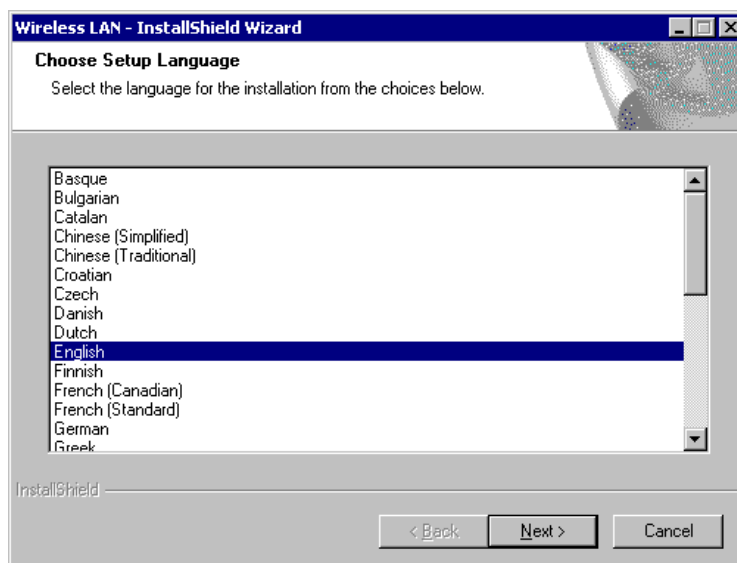 Wireless LAN - InstallShield Wizard
Choose Setup Language
Select the language for the installation from the choices below.
Basque
Bulgarian
Catalan
Chinese (Simplified)
Chinese (Traditional)
Croatian
Czech
Danish
Dutch
English
Finnish
French (Canadian)
French (Standard)
German
Greek
InstallShield
< Back
Next >
Cancel